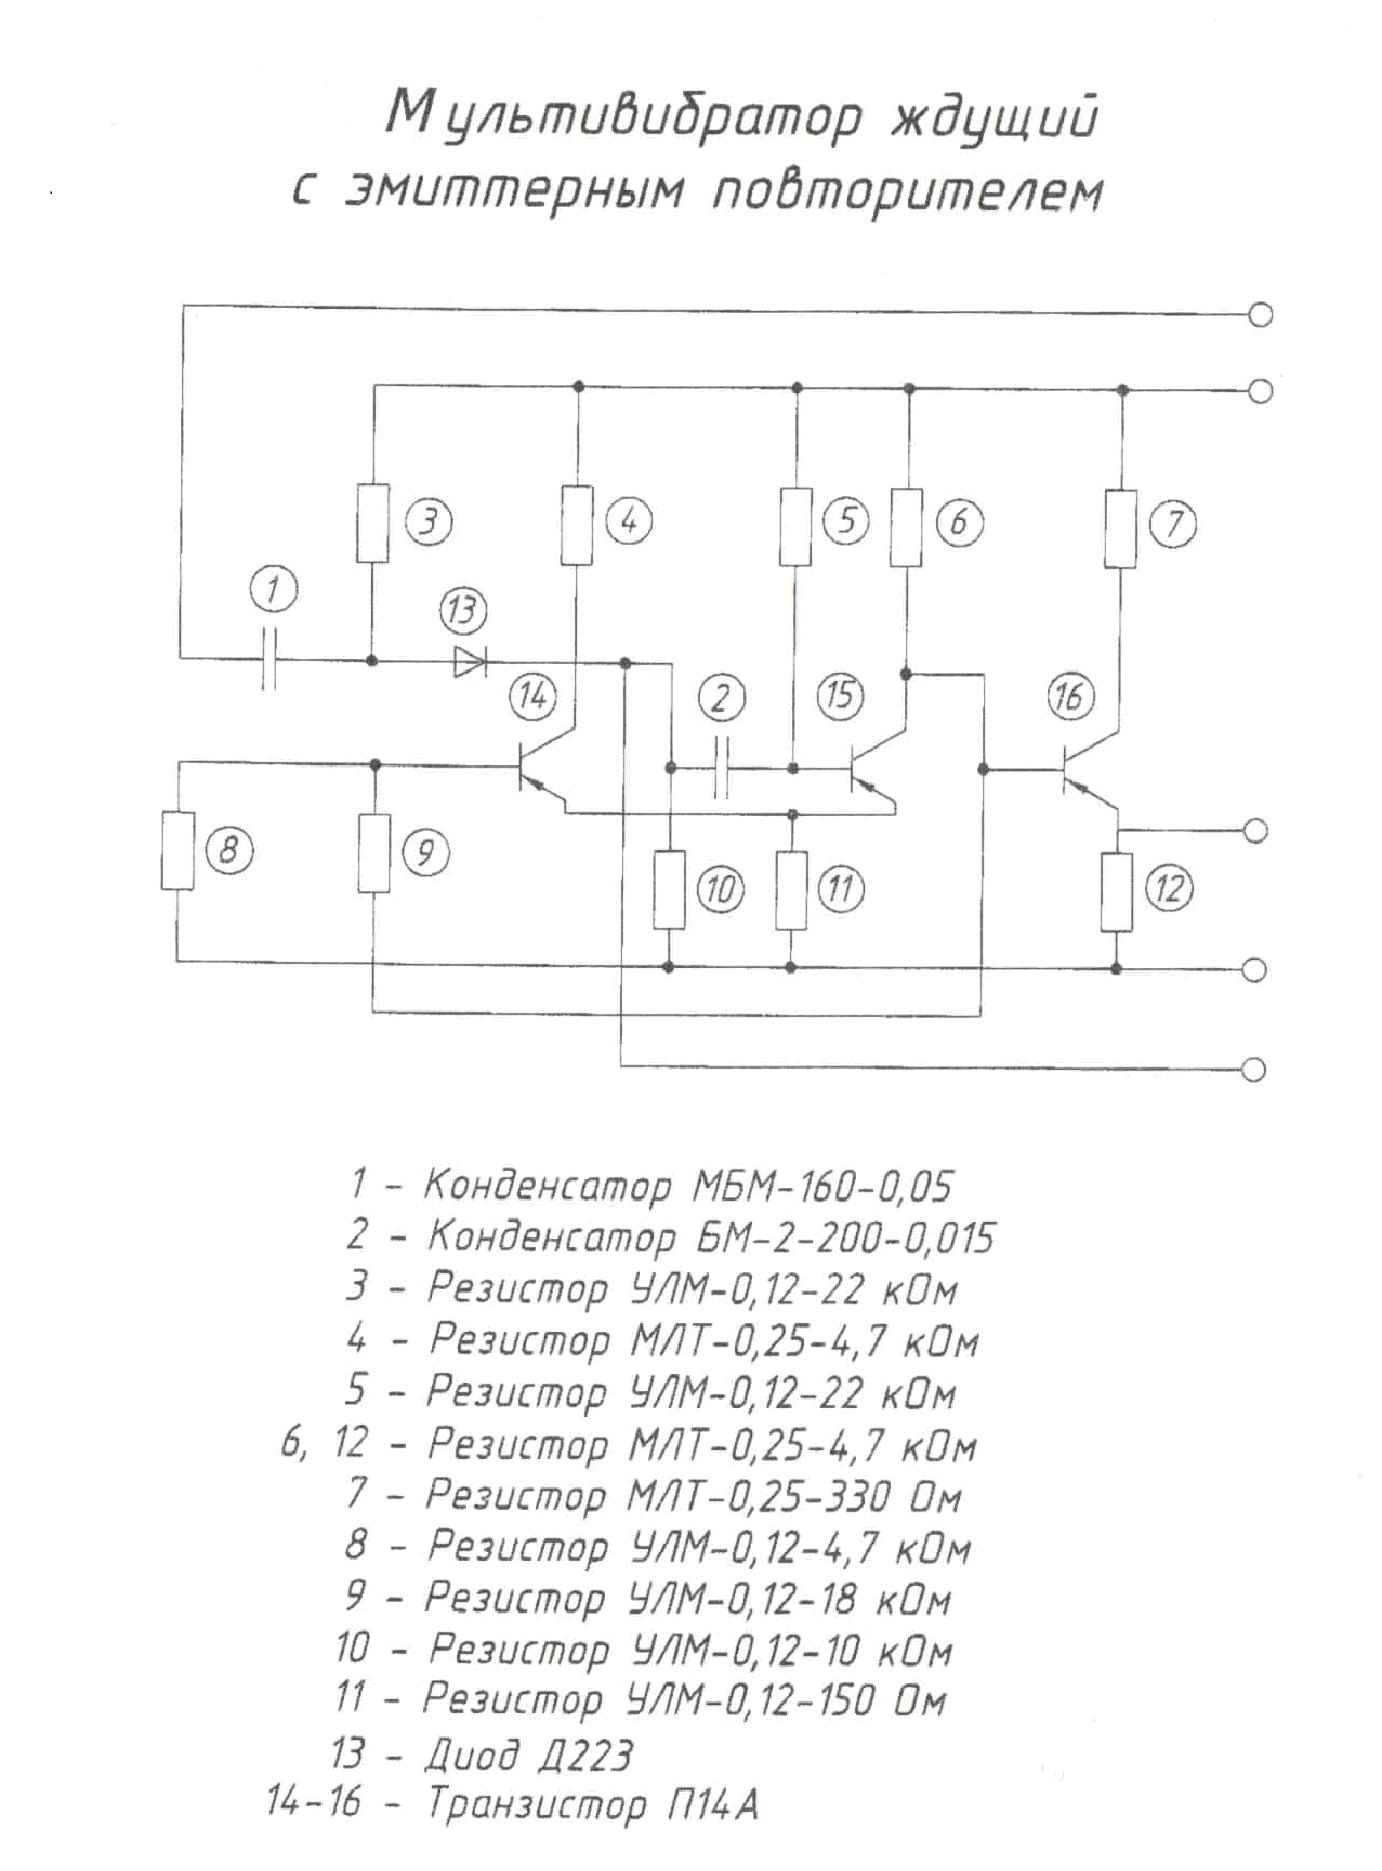 Мультивибратор ждущий
с эмиттерным повторителем
3
4
5
6
7
1
13
14
2
15
16
8
9
10
11
12
1 - Конденсатор МБМ-160-0,05
2 - Конденсатор БМ-2-200-0,015
3 - Резистор УЛМ-0,12-22 кОм
4 - Резистор МЛТ-0,25-4,7 кОм
5 - Резистор УЛМ-0,12-22 кОм
6, 12 - Резистор МЛТ-0,25-4,7 кОм
7 - Резистор МЛТ-0,25-330 Ом
8 - Резистор УЛМ-0,12-4,7 кОм
9 - Резистор УЛМ-0,12-18 кОм
10 - Резистор УЛМ-0,12-10 кОм
11 - Резистор УЛМ-0,12-150 Ом
13 - Диод Д223
14-16 - Транзистор П14А